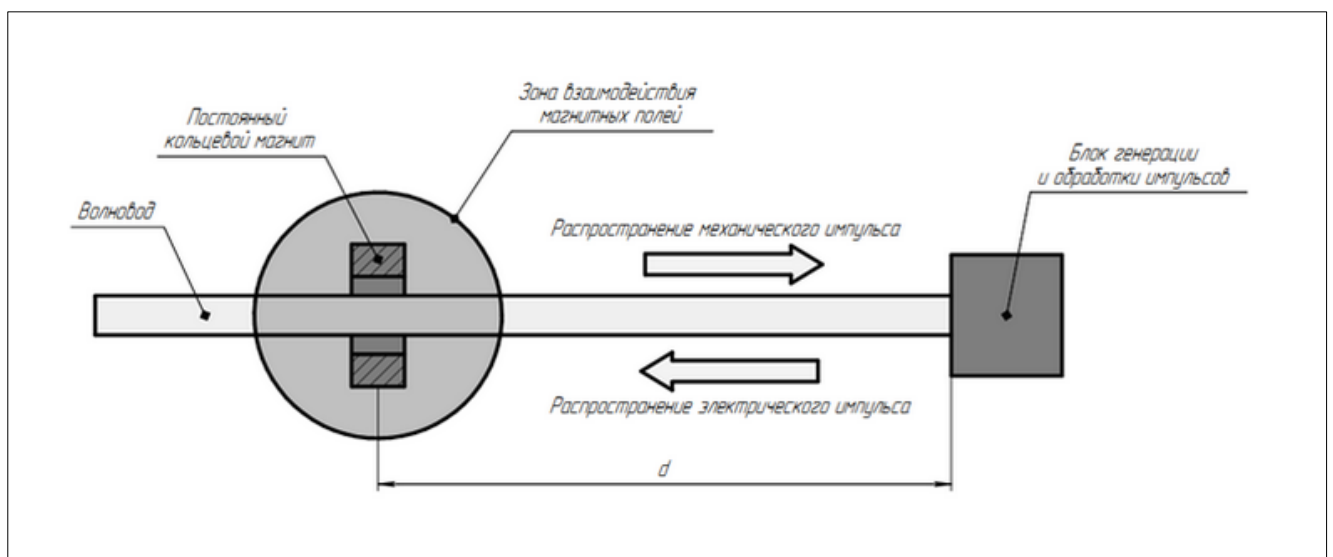 Зона взаимодействия
магнитных полей
Постоянный
кольцевой магнит
Блок генерации
и обработки импульсов
Волновод
Распространение механического импульса
Распространение электрического импульса
d